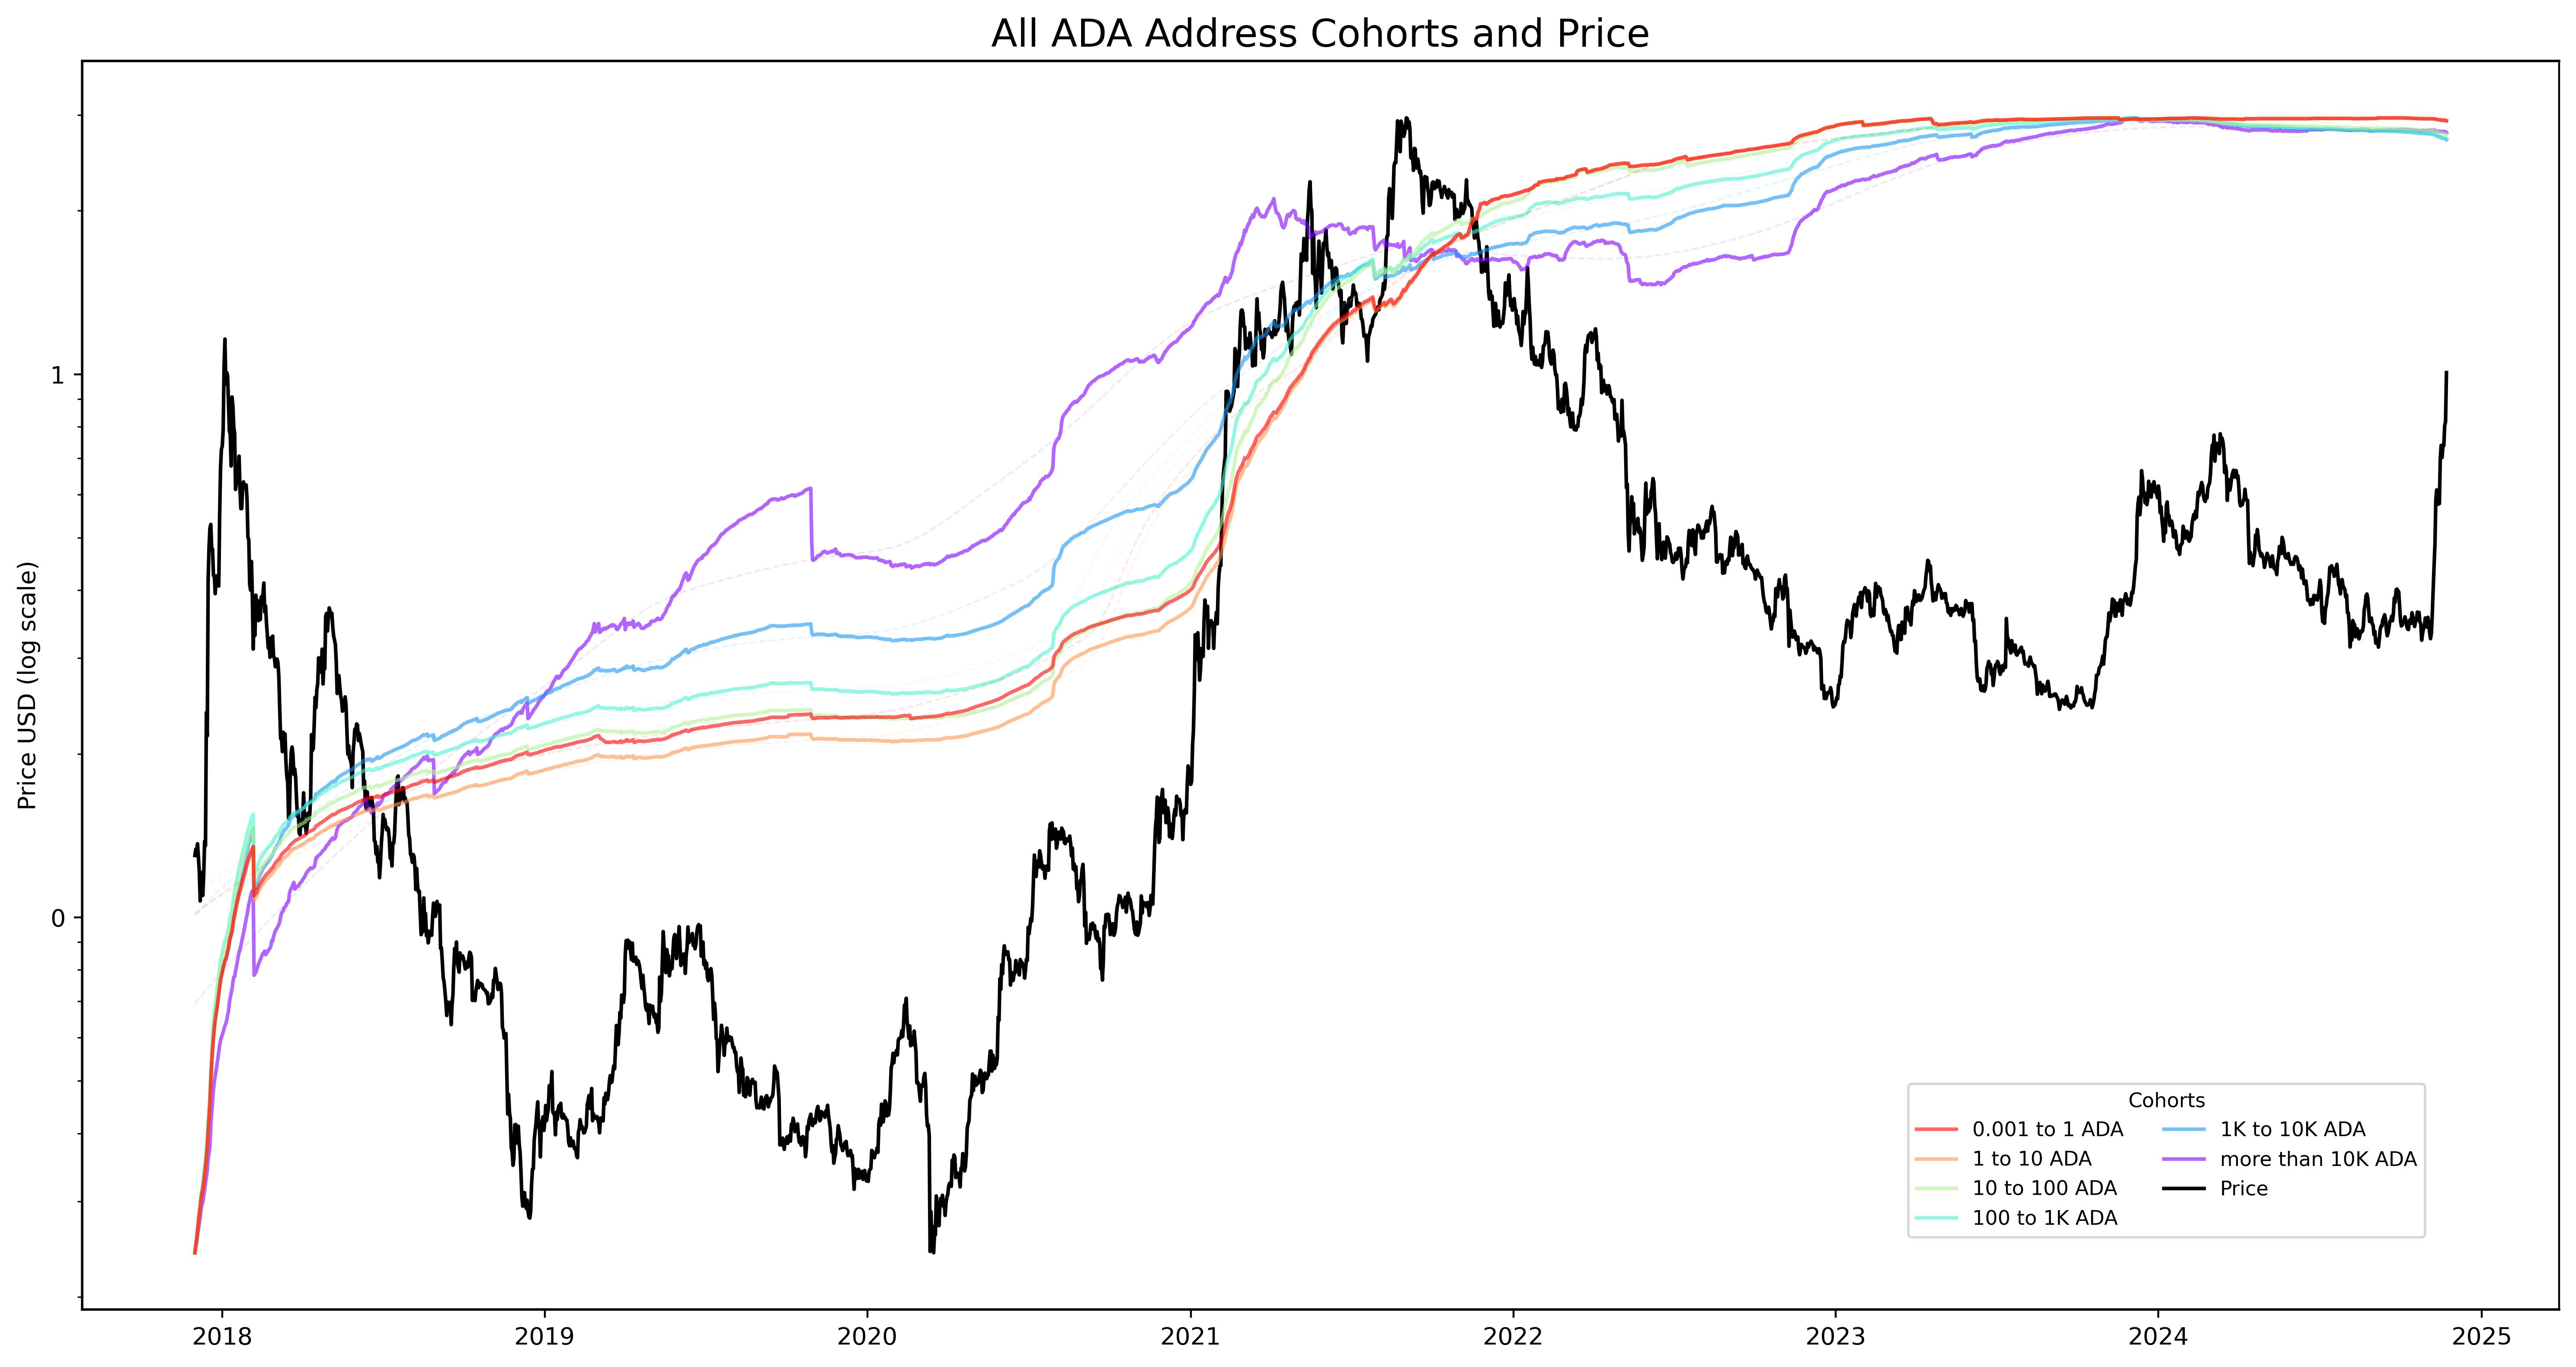 All ADA Address Cohorts and Price
Price USD (log scale)
1
0
2018 2019 2020 2021 2022 2023 2024 2025
Cohorts
0.001 to 1 ADA
1 to 10 ADA
10 to 100 ADA
100 to 1K ADA
1K to 10K ADA
more than 10K ADA
Price